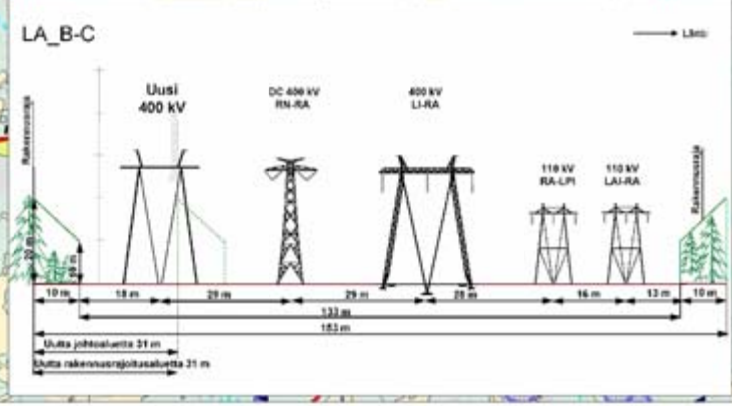 LA_B-C
Länsi
Uusi
400 kV
DC 400 kV
RN-RA
400 kV
LI-RA
110 kV
RA-LPI
110 kV
LAI-RA
Rakennusraja
Rakennusraja
20 m
10 m
10 m
18 m
29 m
29 m
28 m
16 m
13 m
10 m
133 m
153 m
Uutta johtoaluetta 31 m
Uutta rakennusrajoitusaluetta 31 m